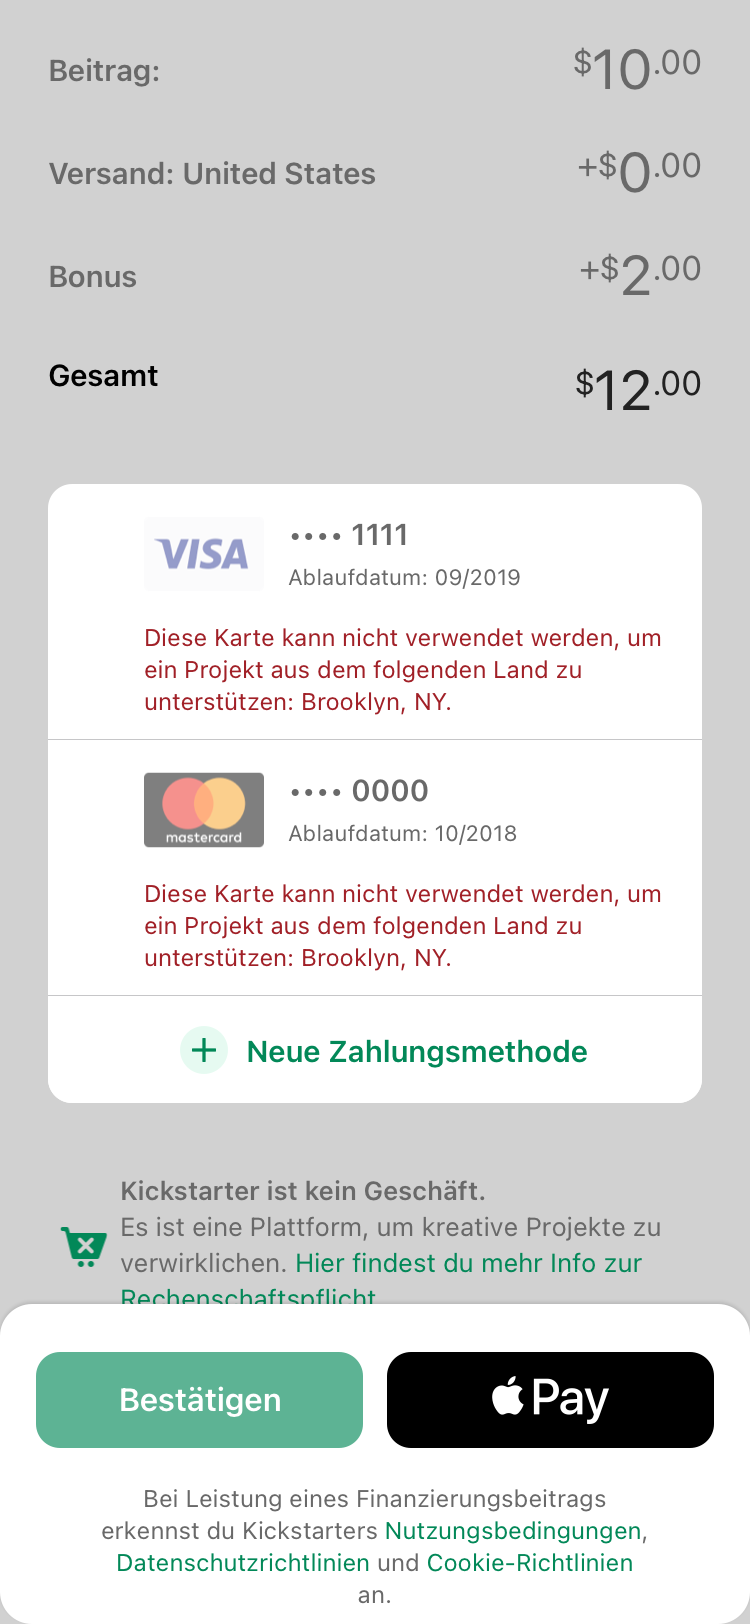 Beitrag: $10.00
Versand: United States +$0.00
Bonus +$2.00
Gesamt $12.00
VISA •••• 1111
Ablaufdatum: 09/2019
Diese Karte kann nicht verwendet werden, um
ein Projekt aus dem folgenden Land zu
unterstützen: Brooklyn, NY.
•••• 0000
mastercard Ablaufdatum: 10/2018
Diese Karte kann nicht verwendet werden, um
ein Projekt aus dem folgenden Land zu
unterstützen: Brooklyn, NY.
+ Neue Zahlungsmethode
Kickstarter ist kein Geschäft.
Es ist eine Plattform, um kreative Projekte zu
verwirklichen. Hier findest du mehr Info zur
Rechenschaftspflicht
Bestätigen Pay
Bei Leistung eines Finanzierungsbeitrags
erkennst du Kickstarters Nutzungsbedingungen,
Datenschutzrichtlinien und Cookie-Richtlinien
an.